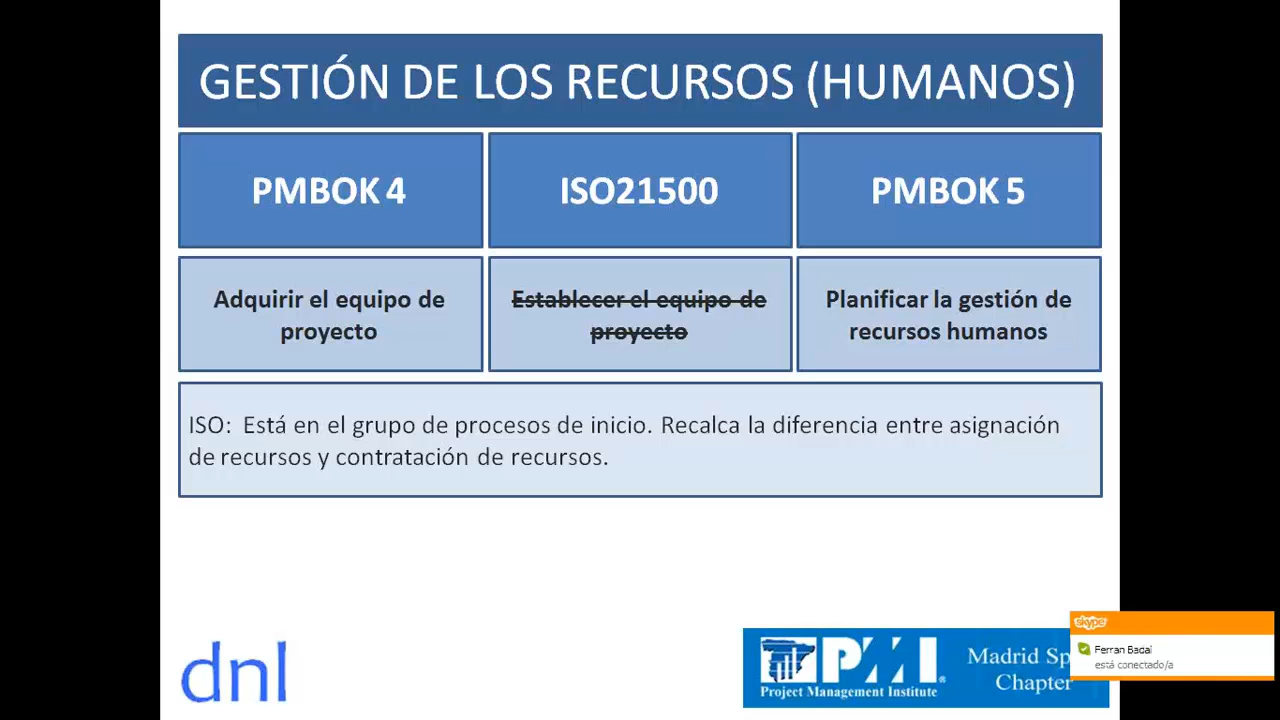 GESTIÓN DE LOS RECURSOS (HUMANOS)
PMBOK 4
ISO21500
PMBOK 5
Adquirir el equipo de
proyecto
Establecer el equipo de
proyecto
Planificar la gestión de
recursos humanos
ISO: Está en el grupo de procesos de inicio. Recalca la diferencia entre asignación
de recursos y contratación de recursos.
dnl
PMI
Project Management Institute
Madrid
Chapter
skype
Ferran Badal
está conectado/a